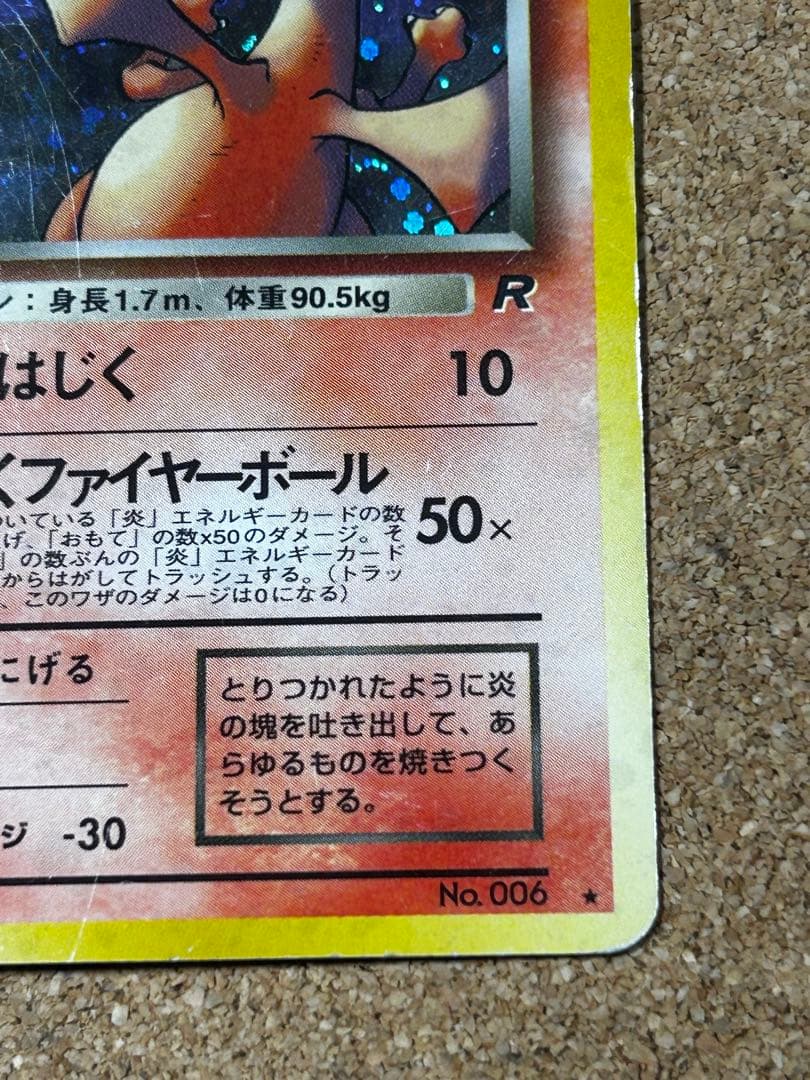 ン：身長1.7m、体重90.5kg
R
はじく 10
くファイヤーボール
いている「炎」エネルギーカードの数
げ、「おもて」の数x50のダメージ。そ
」の数ぶんの「炎」エネルギーカード
からはがしてトラッシュする。（トラッ
、このワザのダメージは0になる）
50×
にげる
とりつかれたように炎
の塊を吐き出して、あ
らゆるものを焼きつく
そうとする。
ジ -30
No. 006 ★